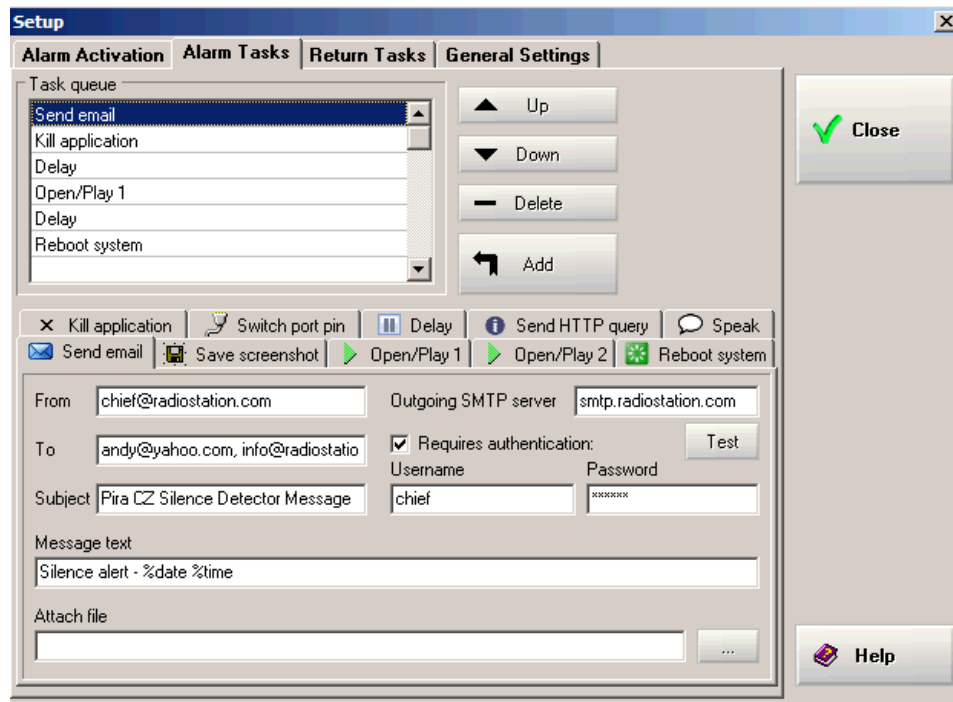 Setup
Alarm Activation Alarm Tasks Return Tasks General Settings
Task queue
Send email
Kill application
Delay
Open/Play 1
Delay
Reboot system
Up
Down
Delete
Add
Close
Kill application Switch port pin Delay Send HTTP query Speak
Send email Save screenshot Open/Play 1 Open/Play 2 Reboot system
From chief@radiostation.com Outgoing SMTP server smtp.radiostation.com
To andy@yahoo.com, info@radiostatio Requires authentication: Test
Username Password
Subject Pira CZ Silence Detector Message chief ××××××
Message text
Silence alert - %date %time
Attach file
...
Help